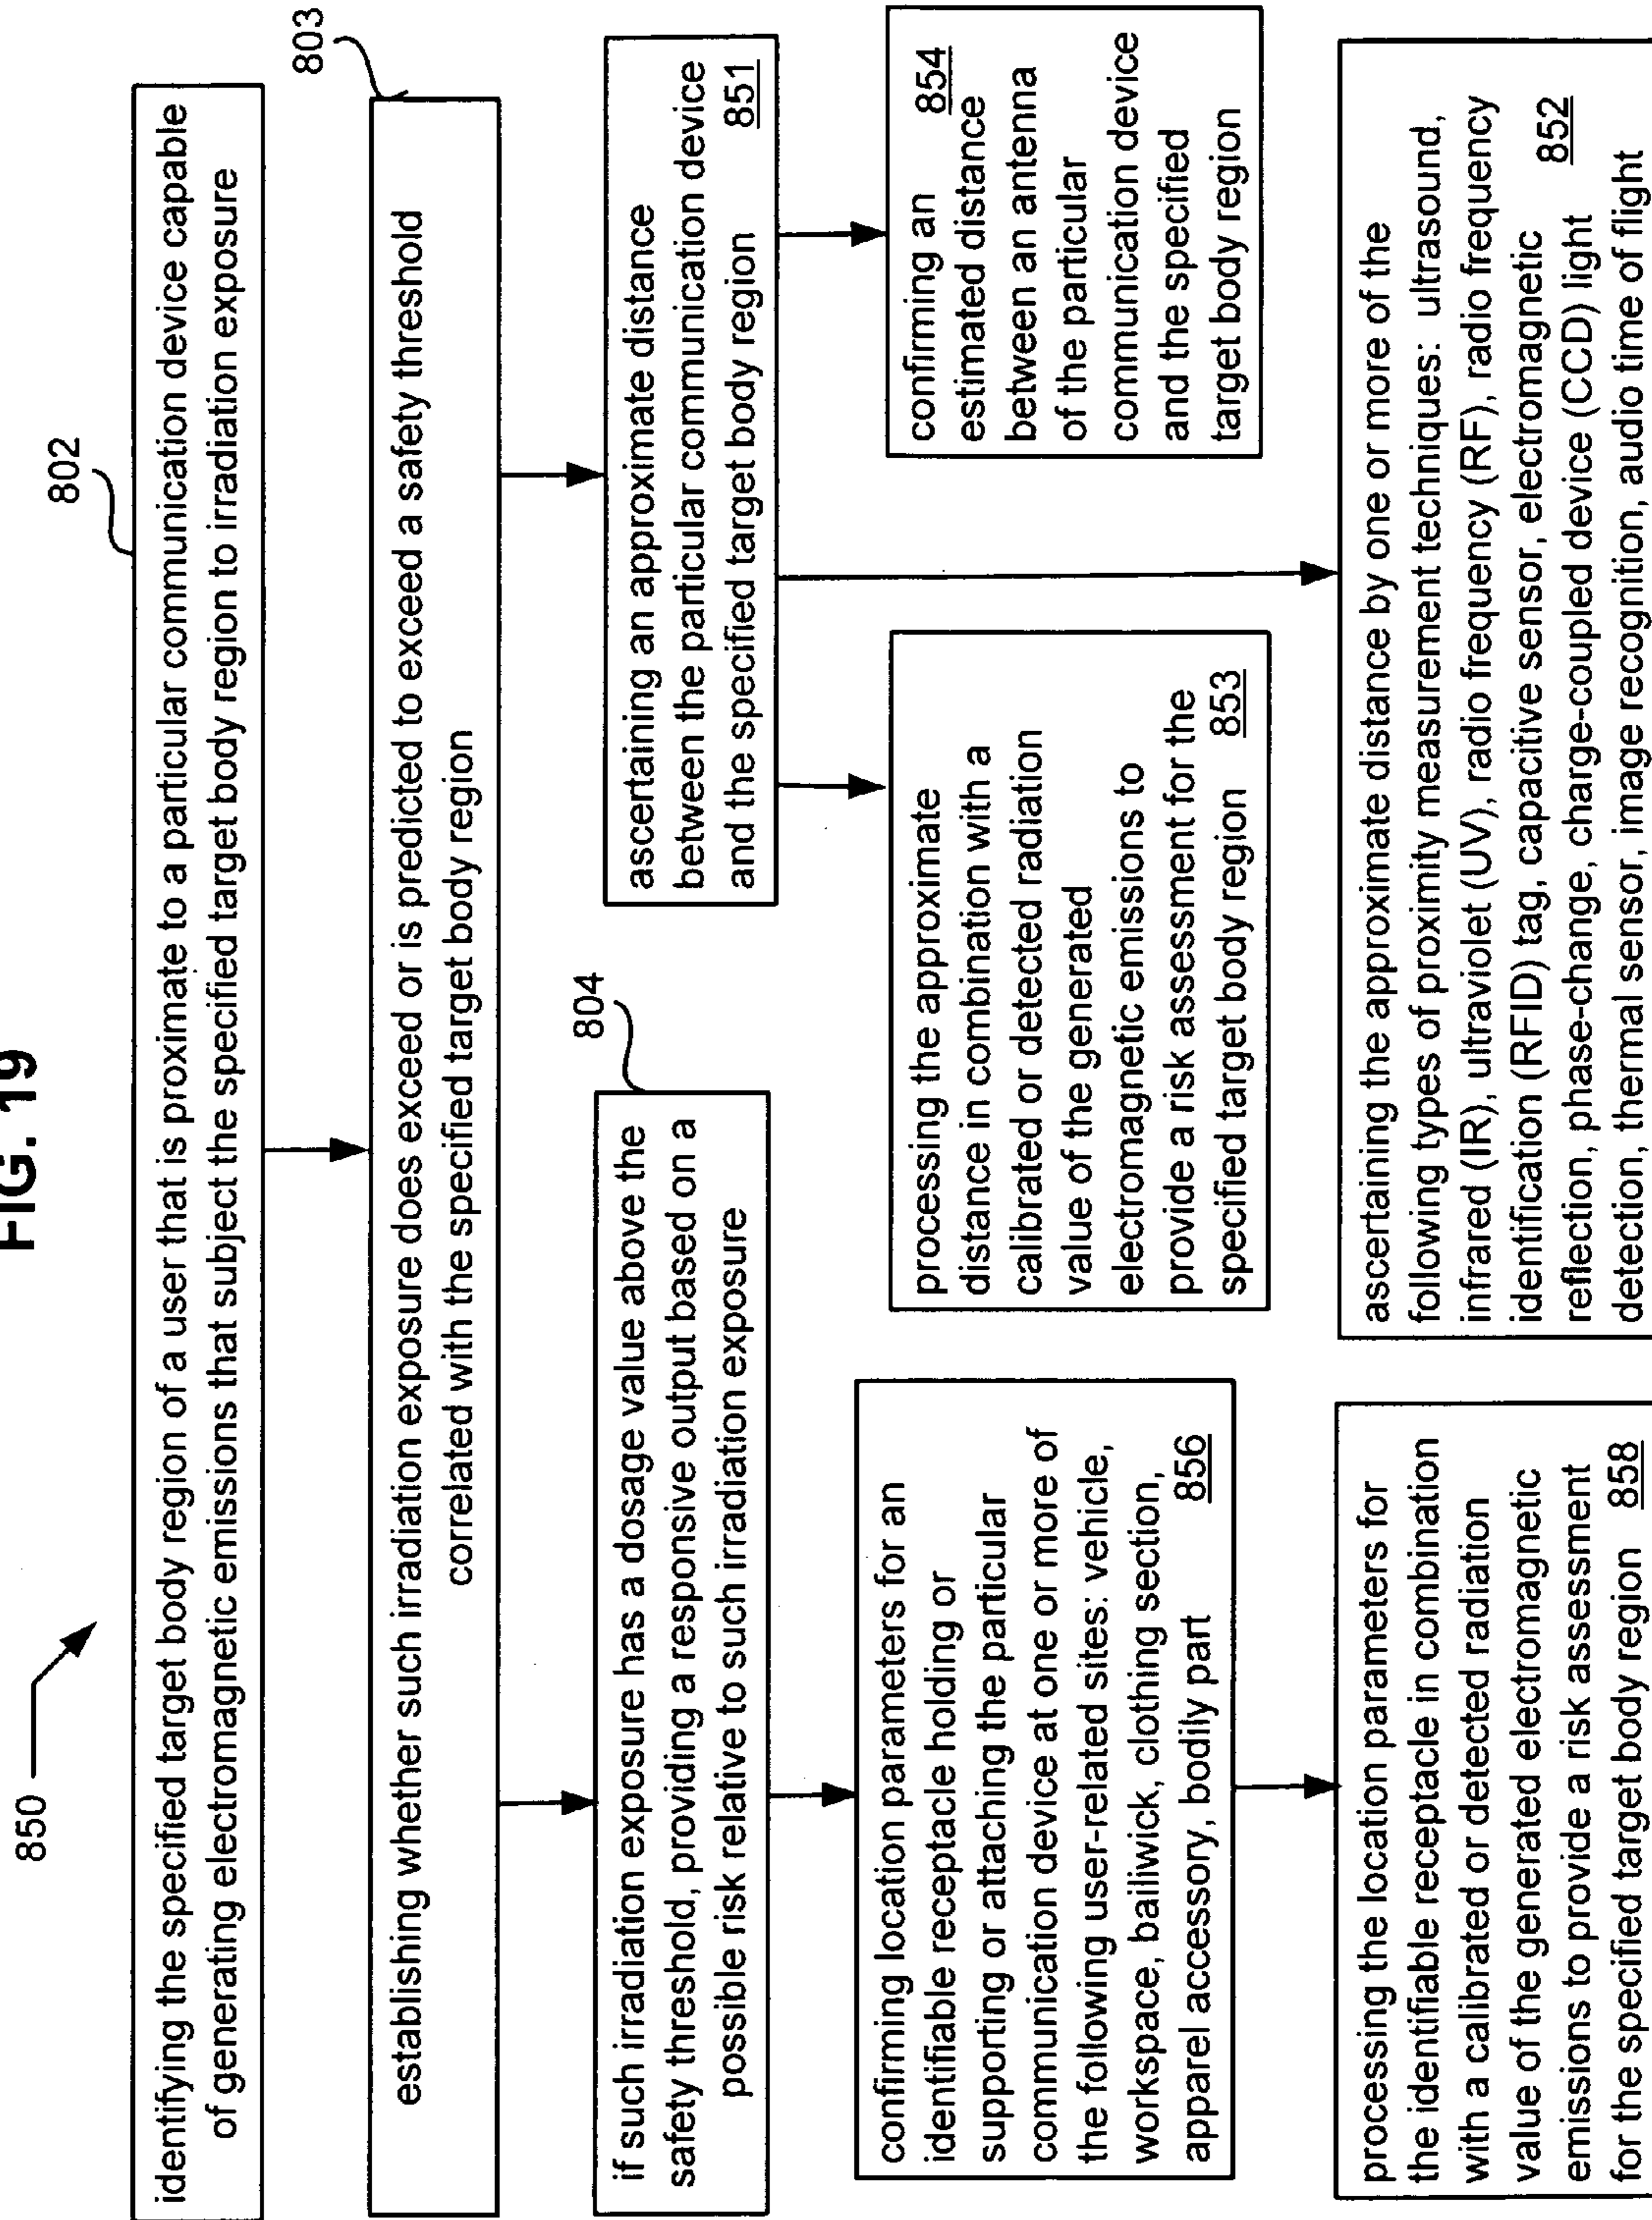 FIG. 19
850
802
identifying the specified target body region of a user that is proximate to a particular communication device capable
of generating electromagnetic emissions that subject the specified target body region to irradiation exposure
803
establishing whether such irradiation exposure does exceed or is predicted to exceed a safety threshold
correlated with the specified target body region
804
if such irradiation exposure has a dosage value above the
safety threshold, providing a responsive output based on a
possible risk relative to such irradiation exposure
ascertaining an approximate distance
between the particular communication device
and the specified target body region 851
confirming location parameters for an
identifiable receptacle holding or
supporting or attaching the particular
communication device at one or more of
the following user-related sites: vehicle,
workspace, bailiwick, clothing section,
apparel accessory, bodily part 856
processing the approximate
distance in combination with a
calibrated or detected radiation
value of the generated
electromagnetic emissions to
provide a risk assessment for the
specified target body region 853
confirming an 854
estimated distance
between an antenna
of the particular
communication device
and the specified
target body region
processing the location parameters for
the identifiable receptacle in combination
with a calibrated or detected radiation
value of the generated electromagnetic
emissions to provide a risk assessment
for the specified target body region 858
ascertaining the approximate distance by one or more of the
following types of proximity measurement techniques: ultrasound,
infrared (IR), ultraviolet (UV), radio frequency (RF), radio frequency
identification (RFID) tag, capacitive sensor, electromagnetic
reflection, phase-change, charge-coupled device (CCD) light 852
detection, thermal sensor, image recognition, audio time of flight